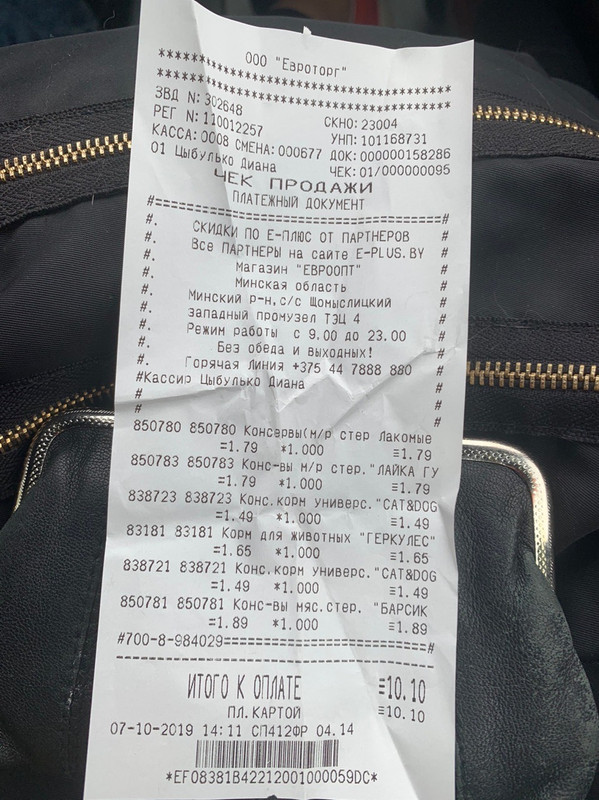 ООО "Евроторг"
****************************************
****************************************
ЗВД N: 302648 СКНО: 23004
РЕГ N: 110012257 УНП: 101168731
КАССА: 0008 СМЕНА: 000677 ДОК: 000000158286
01 Цыбулько Диана ЧЕК: 01/000000095
ЧЕК ПРОДАЖИ
ПЛАТЕЖНЫЙ ДОКУМЕНТ
#======================================#
#. СКИДКИ ПО Е-ПЛЮС ОТ ПАРТНЕРОВ #
#. Все ПАРТНЕРЫ на сайте E-PLUS.BY #
#. Магазин "ЕВРООПТ" #
#. Минская область #
#. Минский р-н,с/с Щомыслицкий #
#. западный промузел ТЭЦ 4 #
#. Режим работы с 9.00 до 23.00 #
#. Без обеда и выходных! #
#. Горячая линия +375 44 7888 880 #
#Кассир Цыбулько Диана #
# #
# #
850780 850780 Консервы(м/р стер Лакомые
=1.79 *1.000 ≡1.79
850783 850783 Конс-вы м/р стер."ЛАЙКА ГУ
=1.79 *1.000 ≡1.79
838723 838723 Конс.корм универс."CAT&DOG
=1.49 *1.000 ≡1.49
83181 83181 Корм для животных "ГЕРКУЛЕС"
=1.65 *1.000 ≡1.65
838721 838721 Конс.корм универс."CAT&DOG
=1.49 *1.000 ≡1.49
850781 850781 Конс-вы мяс.стер. "БАРСИК
=1.89 *1.000 ≡1.89
#700-8-984029==========================#
----------------------------------------
ИТОГО К ОПЛАТЕ ≡10.10
ПЛ.КАРТОЙ ≡10.10
07-10-2019 14:11 СП412ФР 04.14
*EF08381B42212001000059DC*